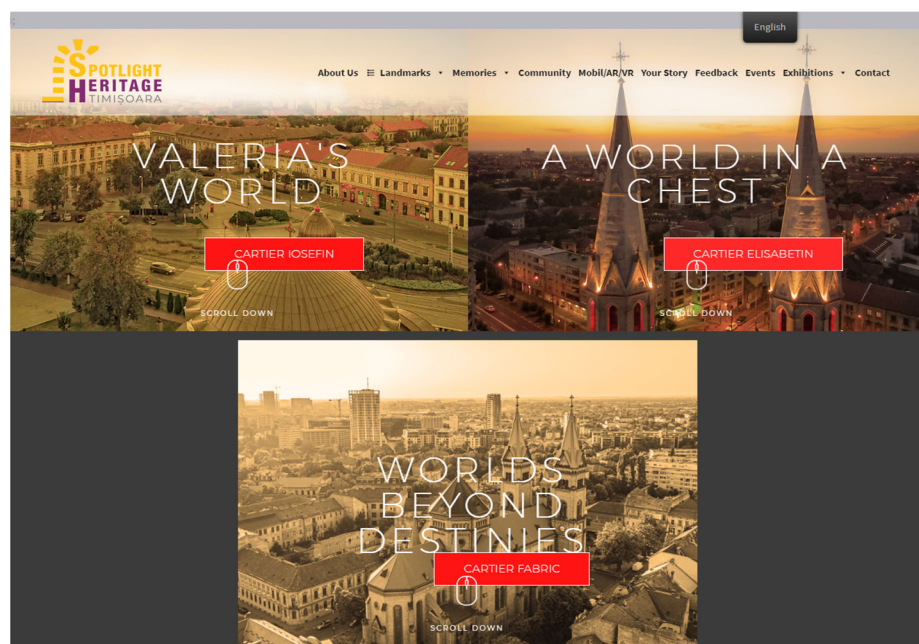 English
SPOTLIGHT
HERITAGE
TIMIȘOARA
About Us Landmarks Memories Community Mobil/AR/VR Your Story Feedback Events Exhibitions Contact
VALERIA'S
WORLD
CARTIER IOSEFIN
SCROLL DOWN
A WORLD IN A
CHEST
CARTIER ELISABETIN
SCROLL DOWN
WORLDS
BEYOND
DESTINIES
CARTIER FABRIC
SCROLL DOWN